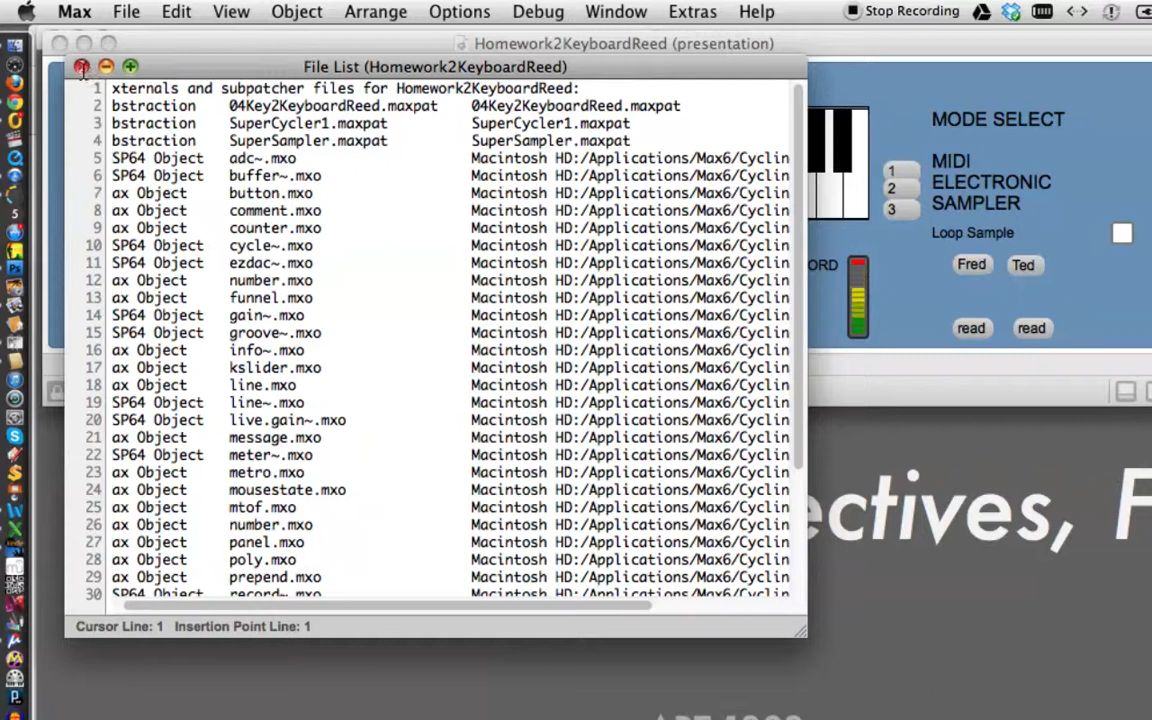 Max File Edit View Object Arrange Options Debug Window Extras Help Stop Recording
Homework2KeyboardReed (presentation)
File List (Homework2KeyboardReed)
1 xternals and subpatcher files for Homework2KeyboardReed:
2 bstraction 04Key2KeyboardReed.maxpat 04Key2KeyboardReed.maxpat
3 bstraction SuperCycler1.maxpat SuperCycler1.maxpat
4 bstraction SuperSampler.maxpat SuperSampler.maxpat
5 SP64 Object adc~.mxo Macintosh HD:/Applications/Max6/Cyclin
6 SP64 Object buffer~.mxo Macintosh HD:/Applications/Max6/Cyclin
7 ax Object button.mxo Macintosh HD:/Applications/Max6/Cyclin
8 ax Object comment.mxo Macintosh HD:/Applications/Max6/Cyclin
9 ax Object counter.mxo Macintosh HD:/Applications/Max6/Cyclin
10 SP64 Object cycle~.mxo Macintosh HD:/Applications/Max6/Cyclin
11 SP64 Object ezdac~.mxo Macintosh HD:/Applications/Max6/Cyclin
12 ax Object number.mxo Macintosh HD:/Applications/Max6/Cyclin
13 ax Object funnel.mxo Macintosh HD:/Applications/Max6/Cyclin
14 SP64 Object gain~.mxo Macintosh HD:/Applications/Max6/Cyclin
15 SP64 Object groove~.mxo Macintosh HD:/Applications/Max6/Cyclin
16 ax Object info~.mxo Macintosh HD:/Applications/Max6/Cyclin
17 ax Object kslider.mxo Macintosh HD:/Applications/Max6/Cyclin
18 ax Object line.mxo Macintosh HD:/Applications/Max6/Cyclin
19 SP64 Object line~.mxo Macintosh HD:/Applications/Max6/Cyclin
20 SP64 Object live.gain~.mxo Macintosh HD:/Applications/Max6/Cyclin
21 ax Object message.mxo Macintosh HD:/Applications/Max6/Cyclin
22 SP64 Object meter~.mxo Macintosh HD:/Applications/Max6/Cyclin
23 ax Object metro.mxo Macintosh HD:/Applications/Max6/Cyclin
24 ax Object mousestate.mxo Macintosh HD:/Applications/Max6/Cyclin
25 ax Object mtof.mxo Macintosh HD:/Applications/Max6/Cyclin
26 ax Object number.mxo Macintosh HD:/Applications/Max6/Cyclin
27 ax Object panel.mxo Macintosh HD:/Applications/Max6/Cyclin
28 ax Object poly.mxo Macintosh HD:/Applications/Max6/Cyclin
29 ax Object prepend.mxo Macintosh HD:/Applications/Max6/Cyclin
30 SP64 Object record~.mxo Macintosh HD:/Applications/Max6/Cyclin
Cursor Line: 1 Insertion Point Line: 1
MODE SELECT
1 MIDI
2 ELECTRONIC
3 SAMPLER
Loop Sample
ORD Fred Ted
read read
ectives, F